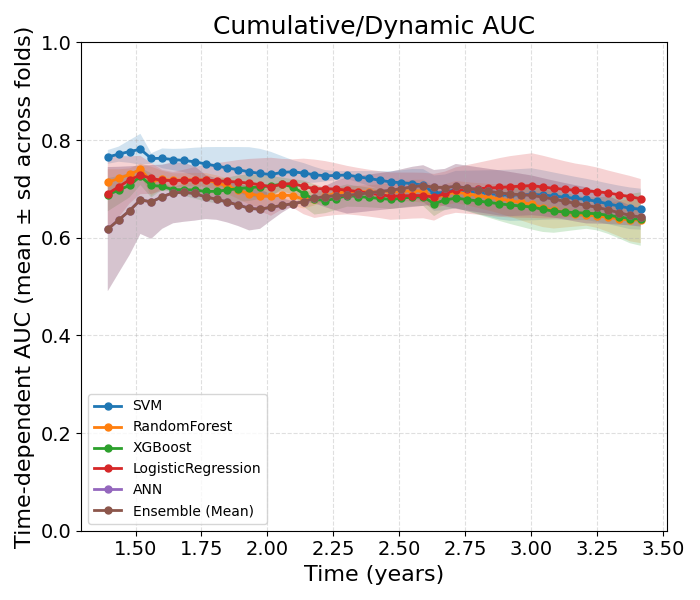 Cumulative/Dynamic AUC
Time-dependent AUC (mean ± sd across folds)
1.0
0.8
0.6
0.4
0.2
0.0
SVM
RandomForest
XGBoost
LogisticRegression
ANN
Ensemble (Mean)
1.50 1.75 2.00 2.25 2.50 2.75 3.00 3.25 3.50
Time (years)